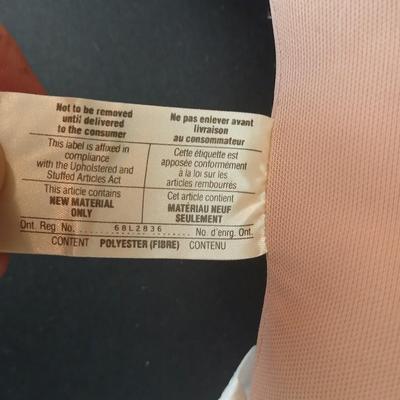 Not to be removed
until delivered
to the consumer
Ne pas enlever avant
livraison
au consommateur
This label is affixed in
compliance
with the Upholstered and
Stuffed Articles Act
Cette étiquette est
apposée conformément
à la loi sur les
articles rembourrés
This article contains
NEW MATERIAL
ONLY
Cet article contient
MATÉRIAU NEUF
SEULEMENT
Ont. Reg No. 68L2836 No. d'enrg. Ont.
CONTENT POLYESTER (FIBRE) CONTENU